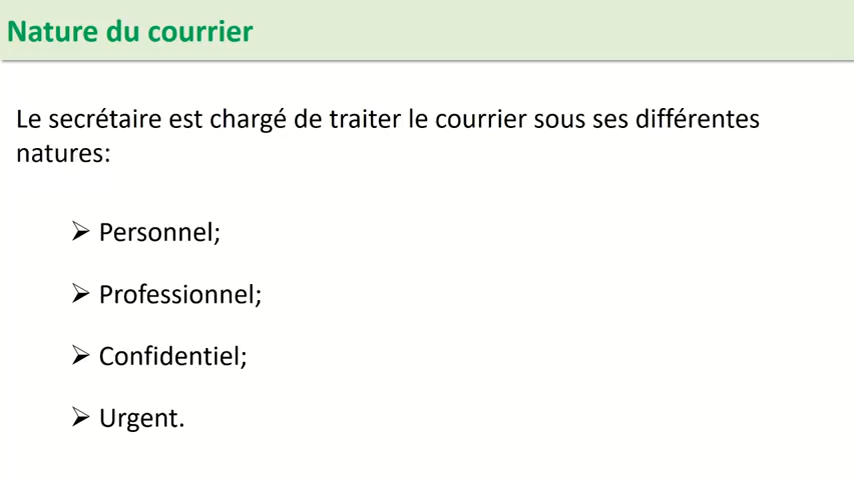 Nature du courrier
Le secrétaire est chargé de traiter le courrier sous ses différentes
natures:
➢ Personnel;
➢ Professionnel;
➢ Confidentiel;
➢ Urgent.